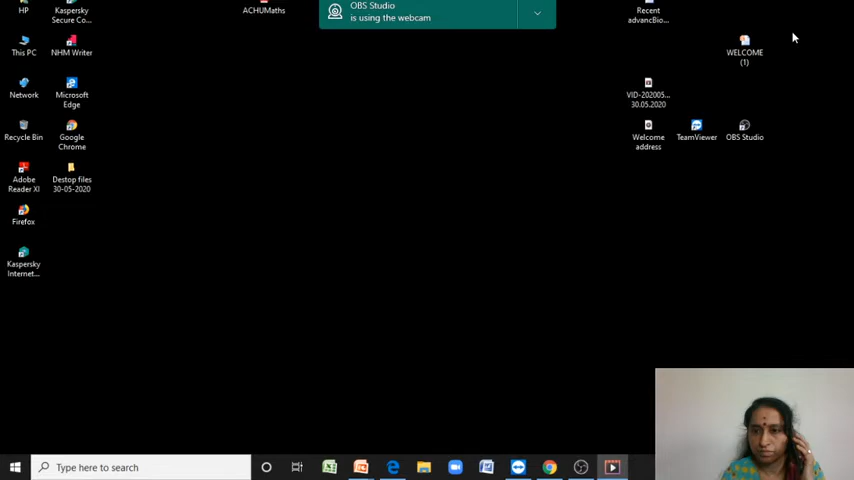 HP
Kaspersky
Secure Co...
ACHUMaths
OBS Studio
is using the webcam
Recent
advancBio...
This PC
NHM Writer
WELCOME
(1)
Network
Microsoft
Edge
VID-202005...
30.05.2020
Recycle Bin
Google
Chrome
Welcome
address
TeamViewer
OBS Studio
Adobe
Reader XI
Destop files
30-05-2020
Firefox
Kaspersky
Internet...
Type here to search